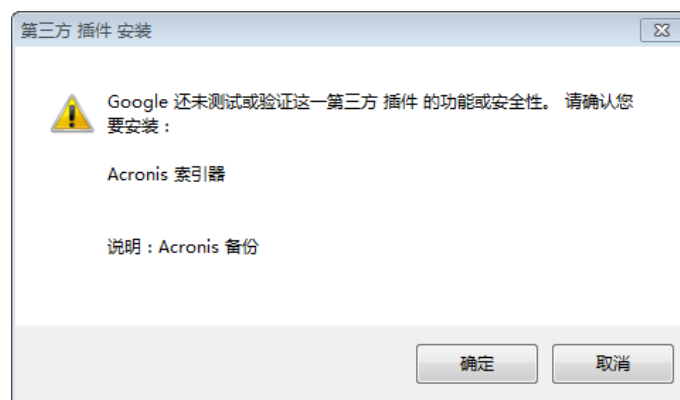 第三方 插件 安装
Google 还未测试或验证这一第三方 插件 的功能或安全性。 请确认您
要安装：
Acronis 索引器
说明：Acronis 备份
确定
取消